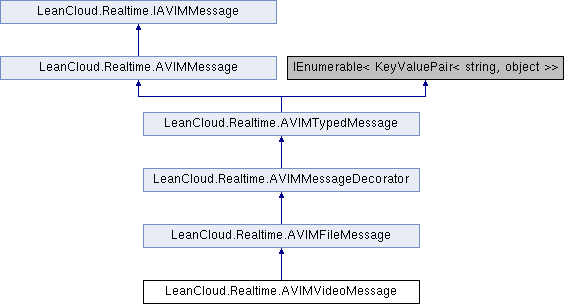 LeanCloud.Realtime.IAVIMMessage
LeanCloud.Realtime.AVIMMessage
IEnumerable< KeyValuePair< string, object >>
LeanCloud.Realtime.AVIMTypedMessage
LeanCloud.Realtime.AVIMMessageDecorator
LeanCloud.Realtime.AVIMFileMessage
LeanCloud.Realtime.AVIMVideoMessage